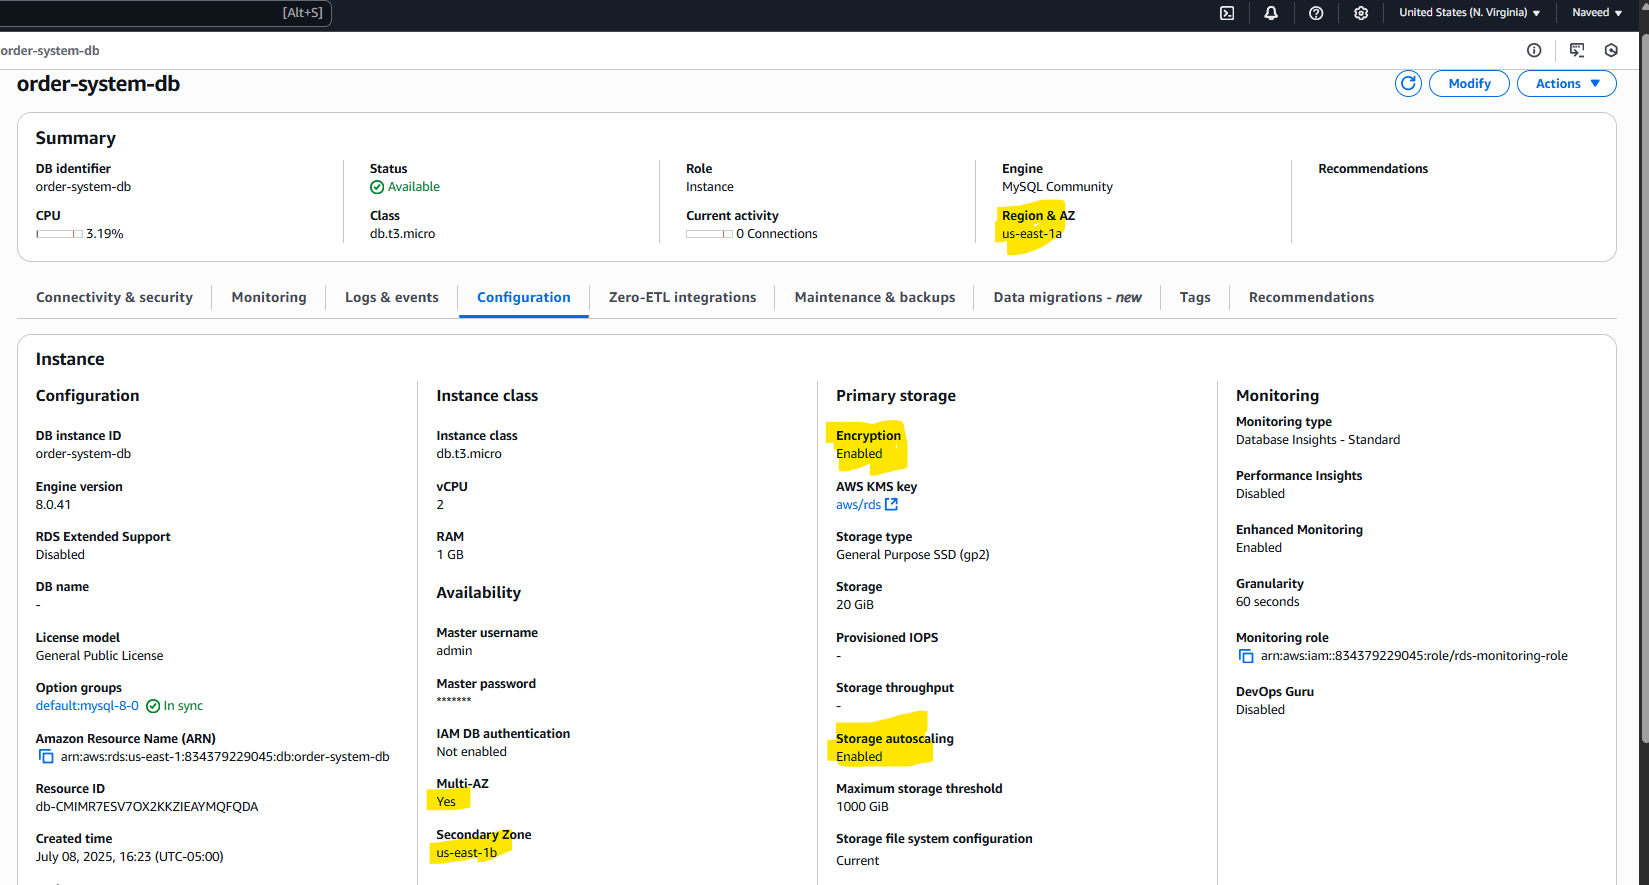 [Alt+S]
United States (N. Virginia)
Naveed
order-system-db
order-system-db
Modify
Actions
Summary
DB identifier
order-system-db
Status
Available
Role
Instance
Engine
MySQL Community
Recommendations
CPU
3.19%
Class
db.t3.micro
Current activity
0 Connections
Region & AZ
us-east-1a
Connectivity & security
Monitoring
Logs & events
Configuration
Zero-ETL integrations
Maintenance & backups
Data migrations - new
Tags
Recommendations
Instance
Configuration
DB instance ID
order-system-db
Engine version
8.0.41
RDS Extended Support
Disabled
DB name
-
License model
General Public License
Option groups
default:mysql-8-0 In sync
Amazon Resource Name (ARN)
arn:aws:rds:us-east-1:834379229045:db:order-system-db
Resource ID
db-CMIMR7ESV7OX2KKZIEAYMQFQDA
Created time
July 08, 2025, 16:23 (UTC-05:00)
Instance class
Instance class
db.t3.micro
vCPU
2
RAM
1 GB
Availability
Master username
admin
Master password
*******
IAM DB authentication
Not enabled
Multi-AZ
Yes
Secondary Zone
us-east-1b
Primary storage
Encryption
Enabled
AWS KMS key
aws/rds
Storage type
General Purpose SSD (gp2)
Storage
20 GiB
Provisioned IOPS
-
Storage throughput
-
Storage autoscaling
Enabled
Maximum storage threshold
1000 GiB
Storage file system configuration
Current
Monitoring
Monitoring type
Database Insights - Standard
Performance Insights
Disabled
Enhanced Monitoring
Enabled
Granularity
60 seconds
Monitoring role
arn:aws:iam::834379229045:role/rds-monitoring-role
DevOps Guru
Disabled